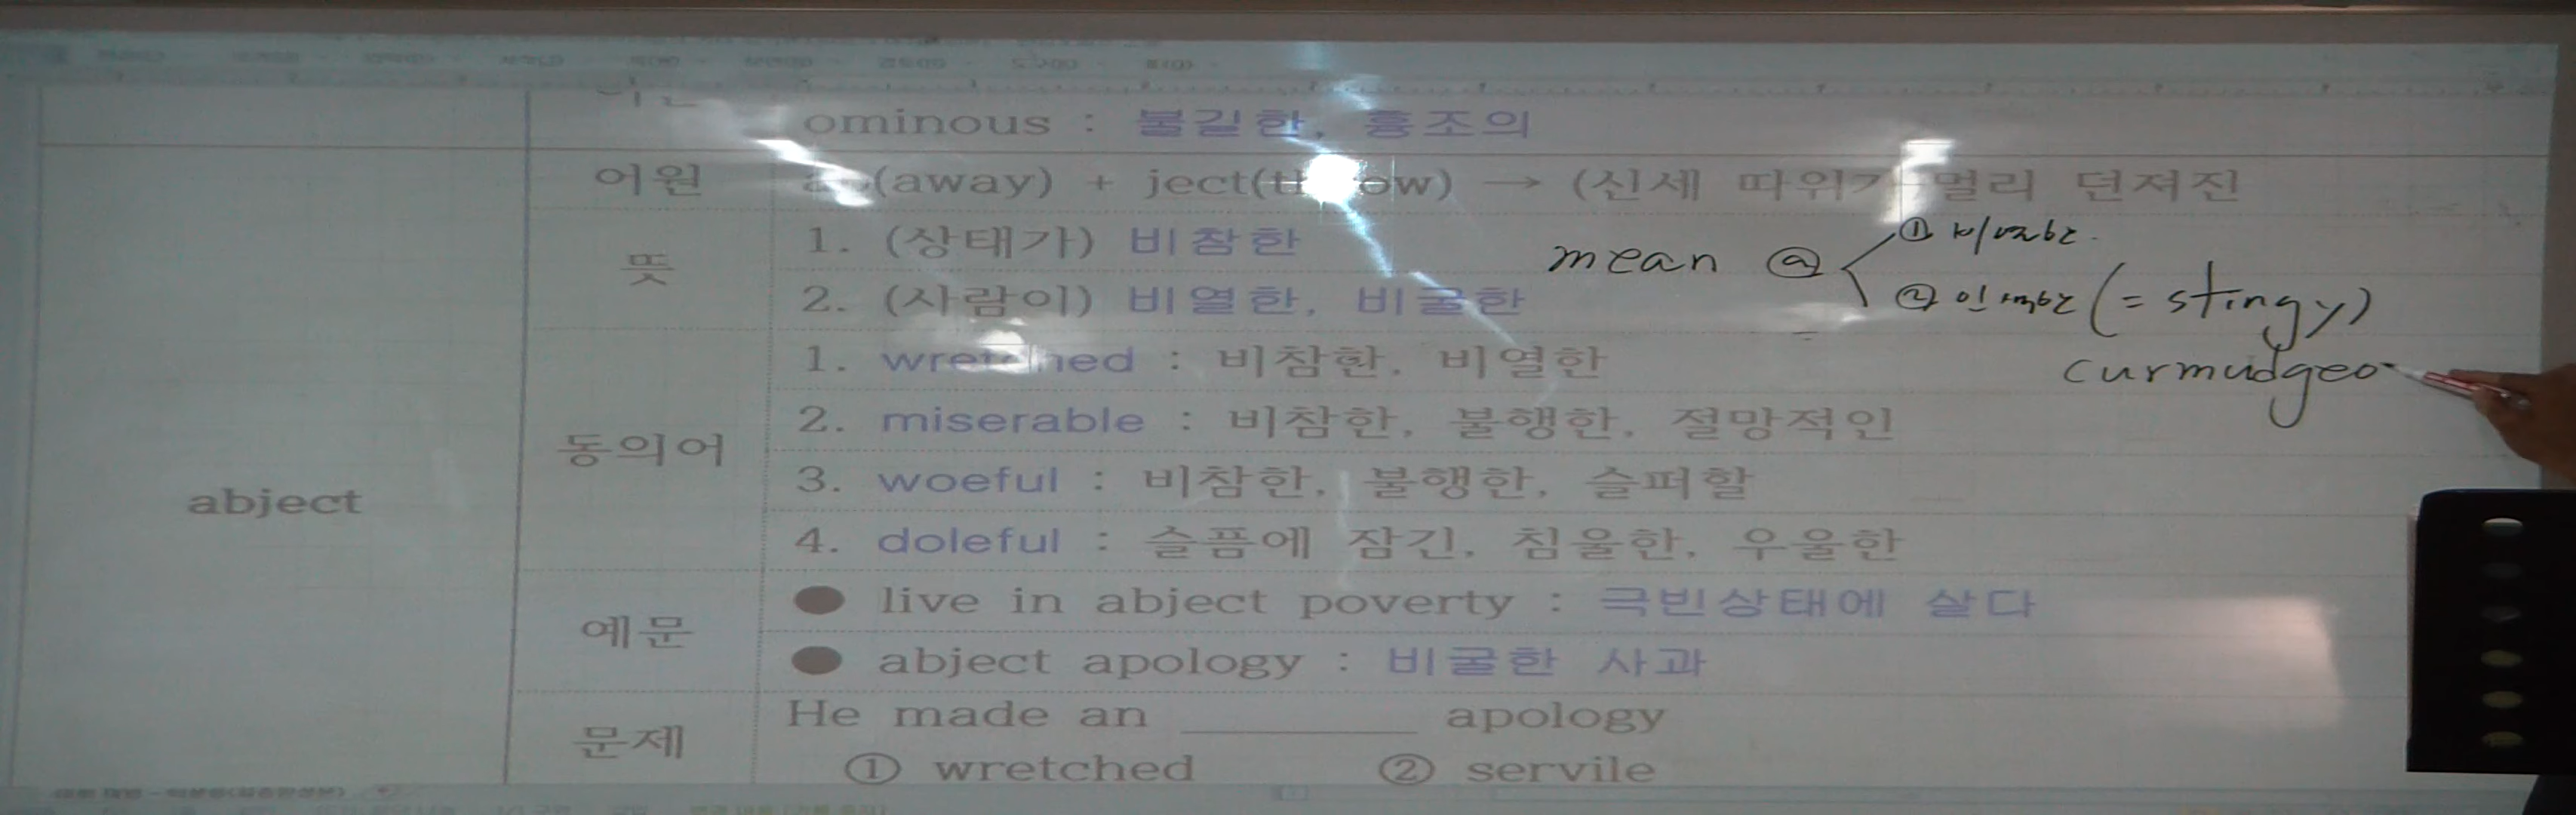 ominous : 불길한, 흉조의
어원 (away) + ject(throw) → (신세 따위가 멀리 던져진
뜻
1. (상태가) 비참한
2. (사람이) 비열한, 비굴한
mean ⓐ
① 비열한
② 인색한 (= stingy)
curmudgeo
abject
동의어
1. wretched : 비참한, 비열한
2. miserable : 비참한, 불행한, 절망적인
3. woeful : 비참한, 불행한, 슬퍼할
4. doleful : 슬픔에 잠긴, 침울한, 우울한
예문
● live in abject poverty : 극빈상태에 살다
● abject apology : 비굴한 사과
문제
He made an ________ apology
① wretched ② servile